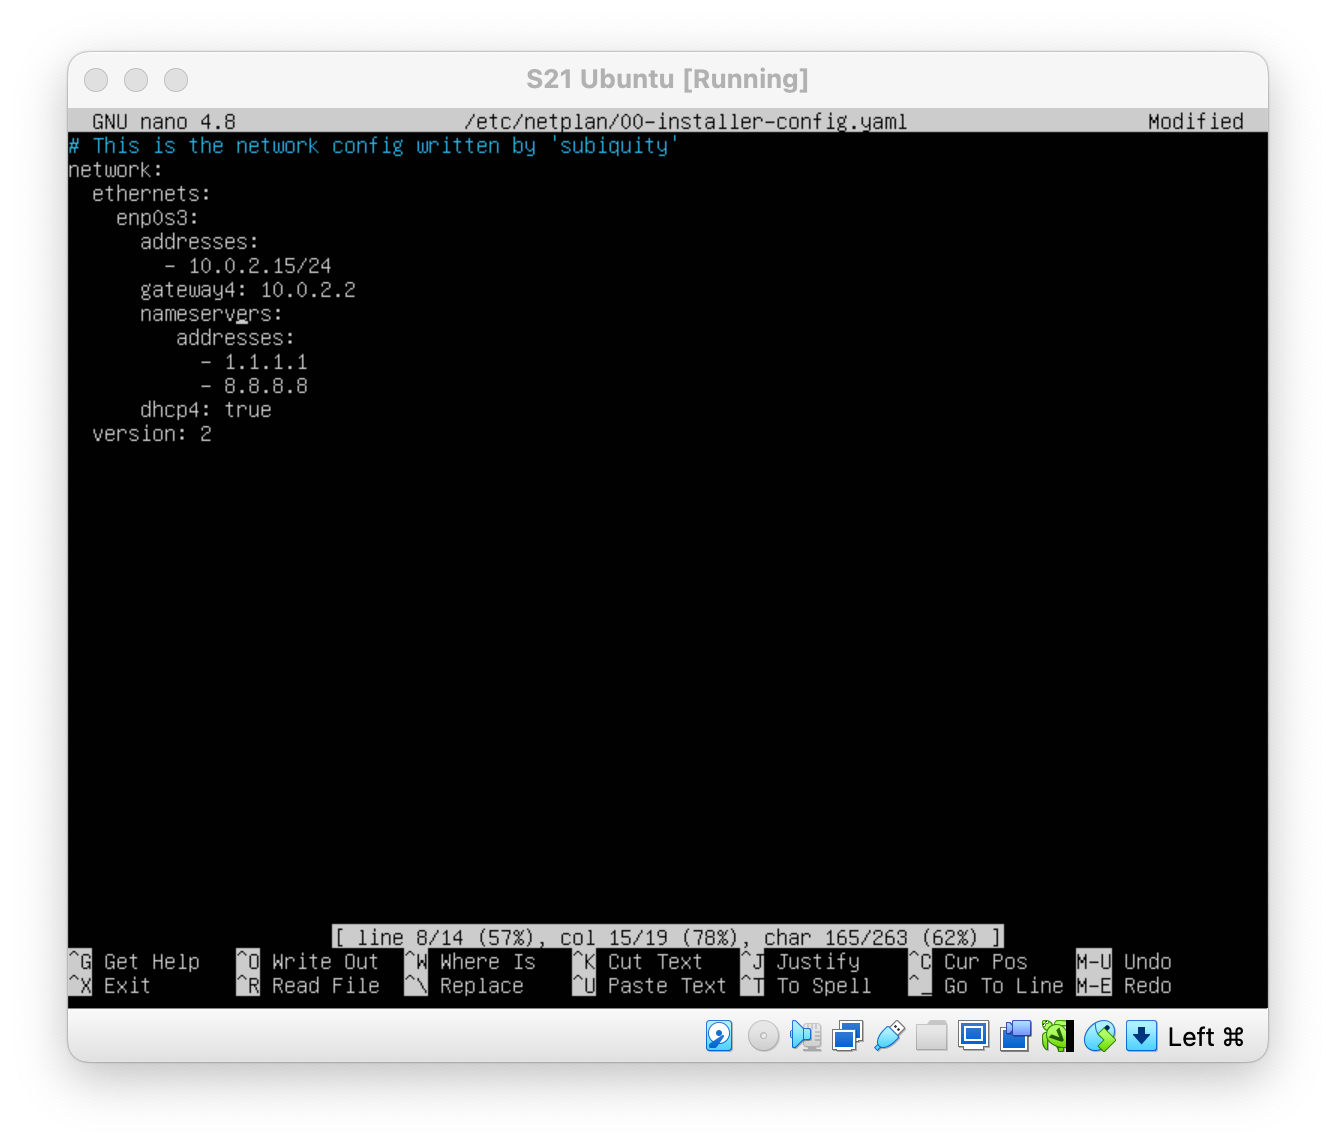 S21 Ubuntu [Running]
GNU nano 4.8 /etc/netplan/00-installer-config.yaml Modified
# This is the network config written by 'subiquity'
network:
  ethernets:
    enp0s3:
      addresses:
        - 10.0.2.15/24
      gateway4: 10.0.2.2
      nameservers:
         addresses:
           - 1.1.1.1
           - 8.8.8.8
      dhcp4: true
  version: 2
[ line 8/14 (57%), col 15/19 (78%), char 165/263 (62%) ]
^G Get Help ^O Write Out ^W Where Is ^K Cut Text ^J Justify ^C Cur Pos M-U Undo
^X Exit ^R Read File ^\ Replace ^U Paste Text ^T To Spell ^_ Go To Line M-E Redo
Left ⌘